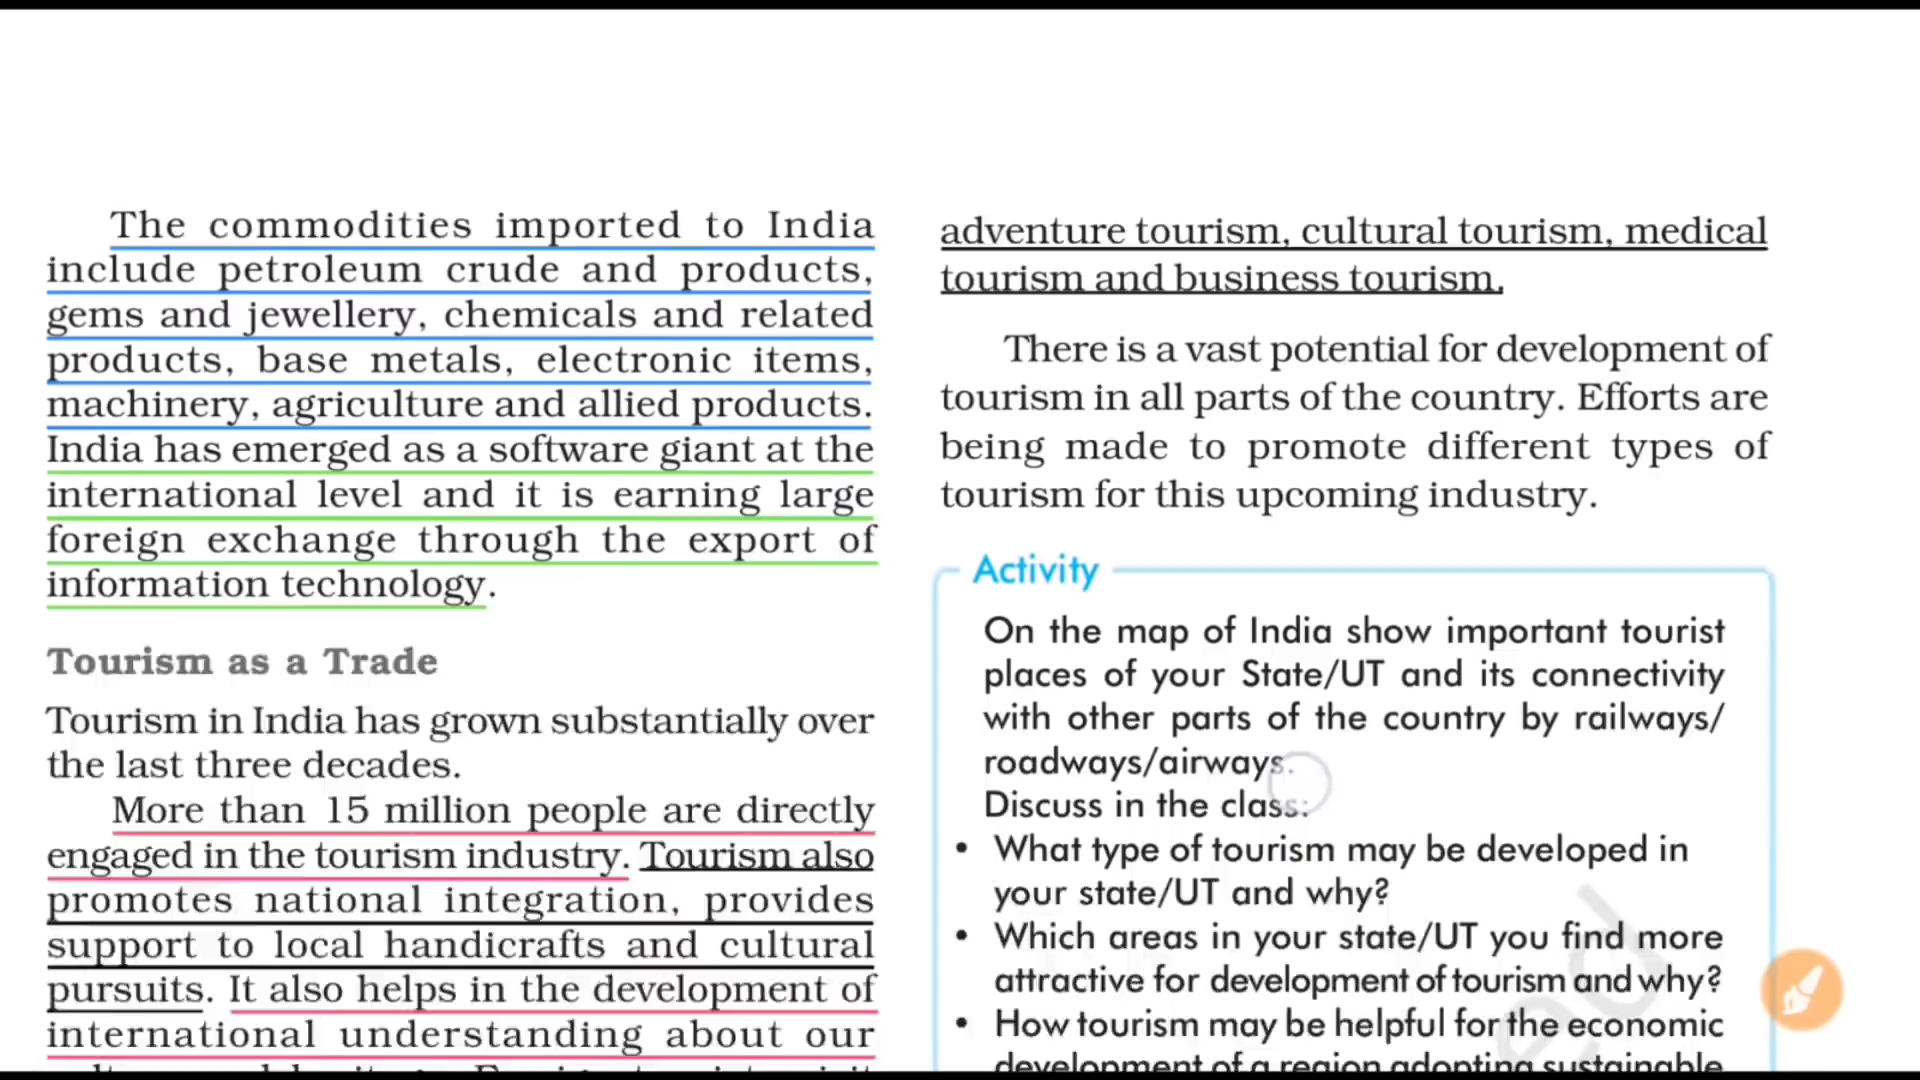 The commodities imported to India
include petroleum crude and products,
gems and jewellery, chemicals and related
products, base metals, electronic items,
machinery, agriculture and allied products.
India has emerged as a software giant at the
international level and it is earning large
foreign exchange through the export of
information technology.
Tourism as a Trade
Tourism in India has grown substantially over
the last three decades.
More than 15 million people are directly
engaged in the tourism industry. Tourism also
promotes national integration, provides
support to local handicrafts and cultural
pursuits. It also helps in the development of
international understanding about our
adventure tourism, cultural tourism, medical
tourism and business tourism.
There is a vast potential for development of
tourism in all parts of the country. Efforts are
being made to promote different types of
tourism for this upcoming industry.
Activity
On the map of India show important tourist
places of your State/UT and its connectivity
with other parts of the country by railways/
roadways/airways.
Discuss in the class:
• What type of tourism may be developed in
your state/UT and why?
• Which areas in your state/UT you find more
attractive for development of tourism and why?
• How tourism may be helpful for the economic
development of a region adopting sustainable